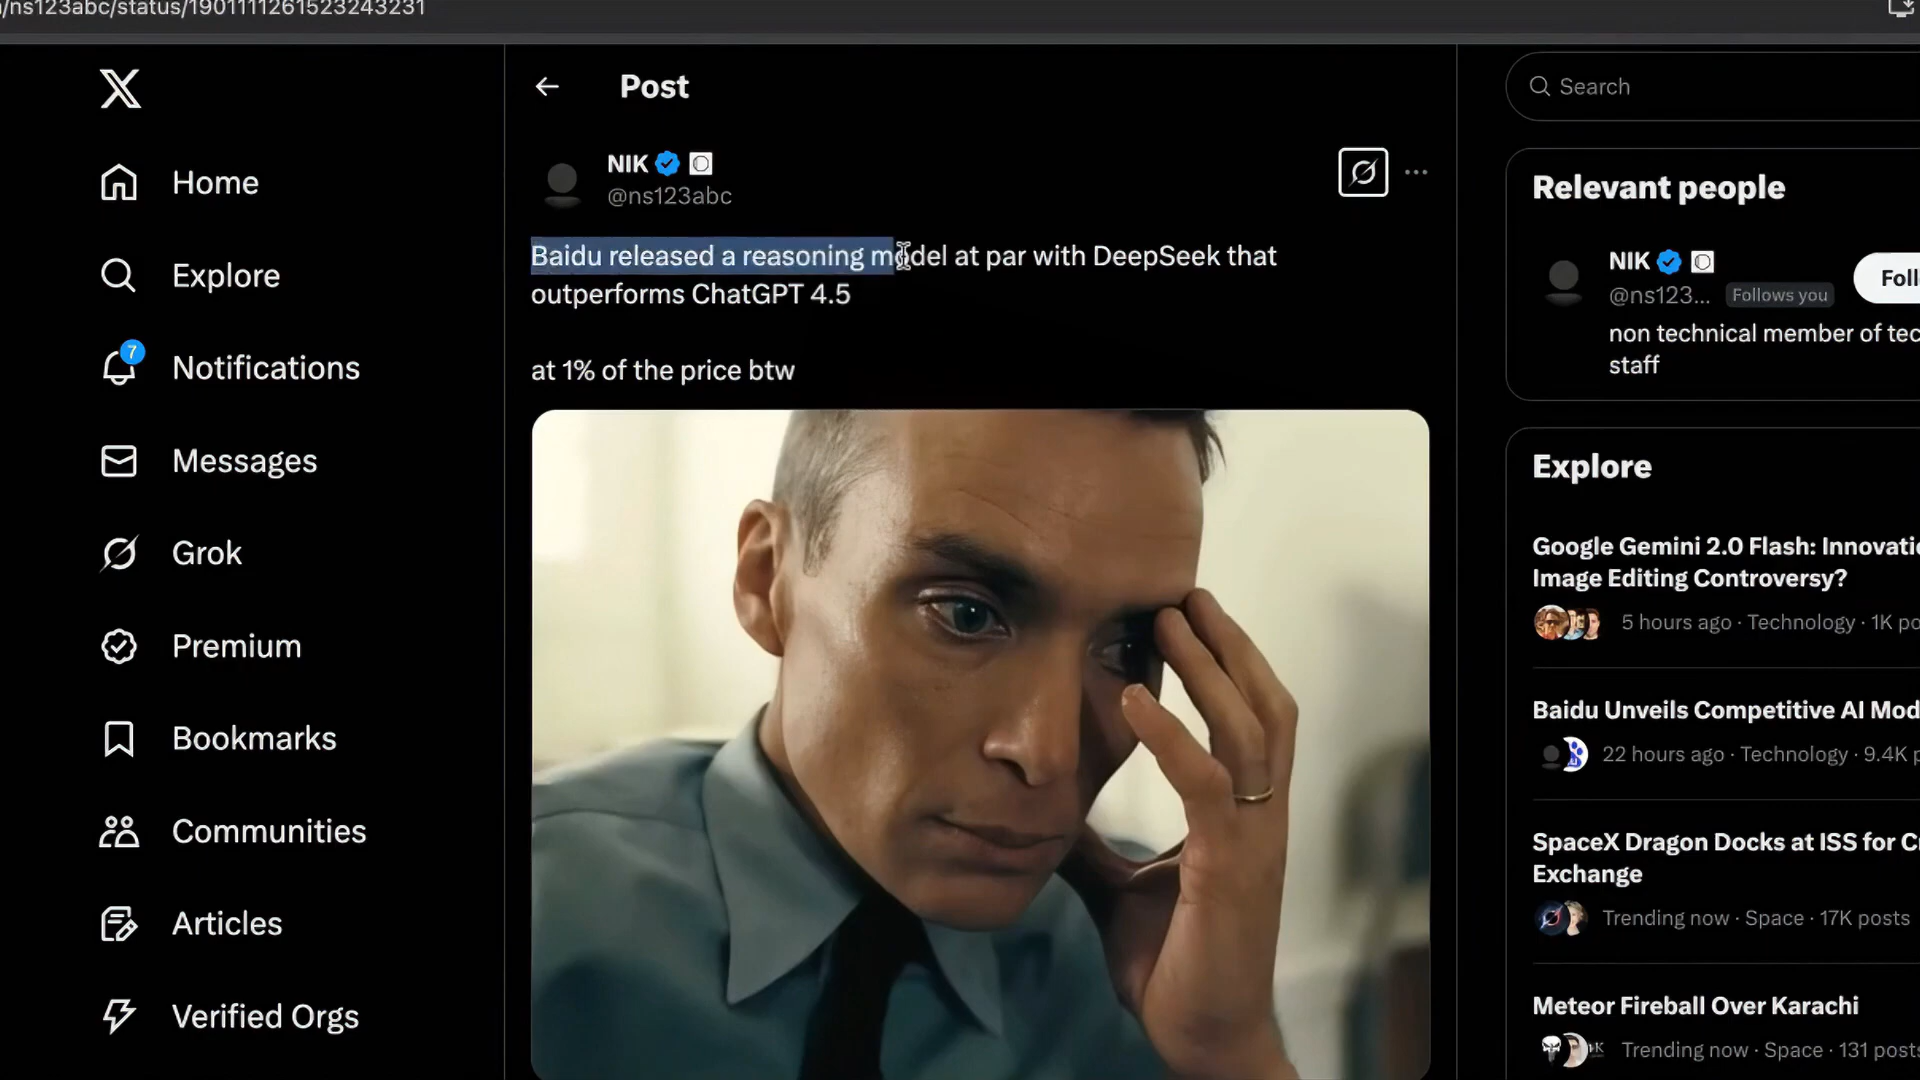 /ns123abc/status/1901111261523243231
Home
Explore
7
Notifications
Messages
Grok
Premium
Bookmarks
Communities
Articles
Verified Orgs
Post
NIK
@ns123abc
Baidu released a reasoning model at par with DeepSeek that
outperforms ChatGPT 4.5
at 1% of the price btw
Search
Relevant people
NIK
@ns123... Follows you
non technical member of tec
staff
Foll
Explore
Google Gemini 2.0 Flash: Innovati
Image Editing Controversy?
5 hours ago · Technology · 1K po
Baidu Unveils Competitive AI Mod
22 hours ago · Technology · 9.4K p
SpaceX Dragon Docks at ISS for C
Exchange
Trending now · Space · 17K posts
Meteor Fireball Over Karachi
Trending now · Space · 131 posts